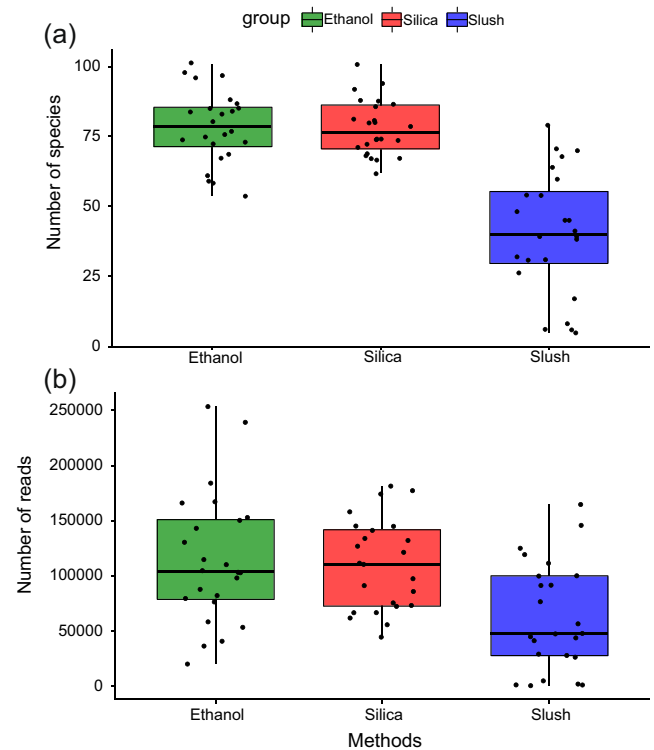 group Ethanol Silica Slush
(a)
Number of species
100
75
50
25
0
Ethanol Silica Slush
(b)
Number of reads
250000
200000
150000
100000
50000
0
Ethanol Silica Slush
Methods